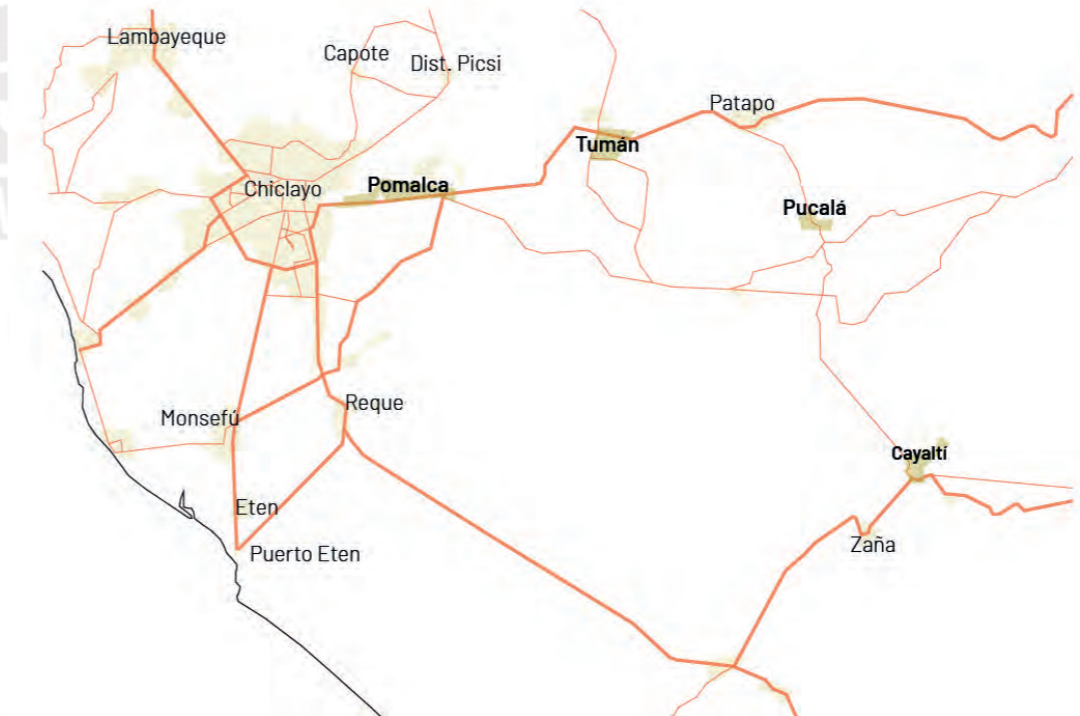 Lambayeque
Capote
Dist. Picsi
Patapo
Tumán
Chiclayo
Pomalca
Pucalá
Monsefú
Reque
Cayaltí
Eten
Zaña
Puerto Eten